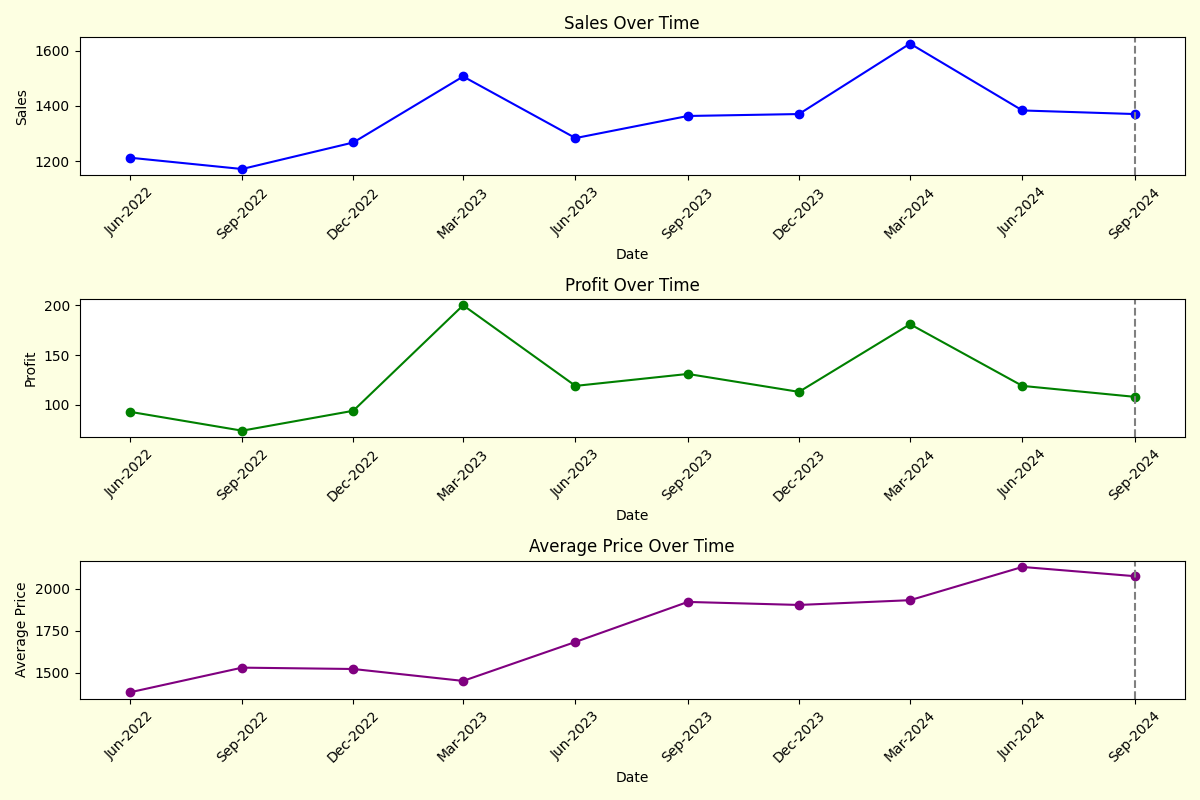 Sales Over Time
1600
1400
1200
Sales
Jun-2022 Sep-2022 Dec-2022 Mar-2023 Jun-2023 Sep-2023 Dec-2023 Mar-2024 Jun-2024 Sep-2024
Date
Profit Over Time
200
150
100
Profit
Jun-2022 Sep-2022 Dec-2022 Mar-2023 Jun-2023 Sep-2023 Dec-2023 Mar-2024 Jun-2024 Sep-2024
Date
Average Price Over Time
2000
1750
1500
Average Price
Jun-2022 Sep-2022 Dec-2022 Mar-2023 Jun-2023 Sep-2023 Dec-2023 Mar-2024 Jun-2024 Sep-2024
Date